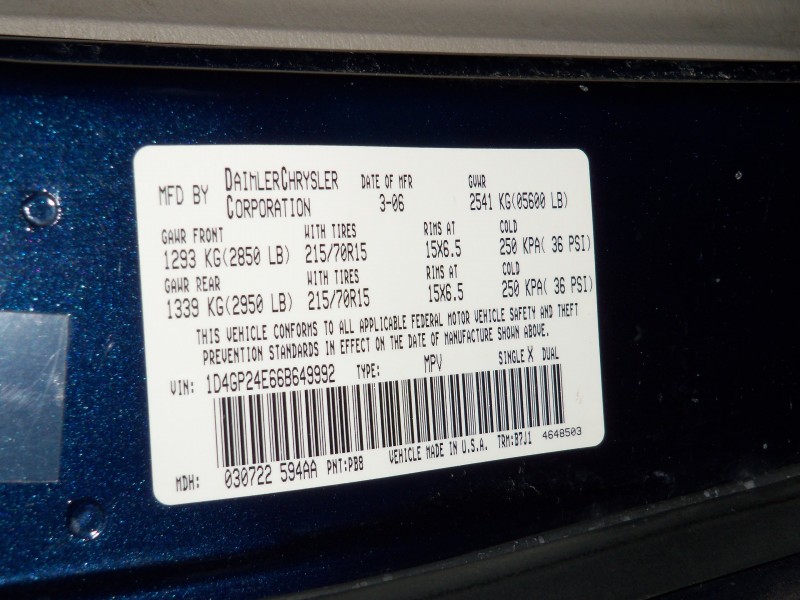 MFD BY DAIMLERCHRYSLER CORPORATION
DATE OF MFR 3-06
GVWR 2541 KG(05600 LB)
GAWR FRONT WITH TIRES RIMS AT COLD
1293 KG(2850 LB) 215/70R15 15X6.5 250 KPA( 36 PSI)
GAWR REAR WITH TIRES RIMS AT COLD
1339 KG(2950 LB) 215/70R15 15X6.5 250 KPA( 36 PSI)
THIS VEHICLE CONFORMS TO ALL APPLICABLE FEDERAL MOTOR VEHICLE SAFETY AND THEFT
PREVENTION STANDARDS IN EFFECT ON THE DATE OF MANUFACTURE SHOWN ABOVE.
VIN: 1D4GP24E66B649992 TYPE: MPV SINGLE X DUAL
MDH: 030722 594AA PNT:PB8 VEHICLE MADE IN U.S.A. TRM:B7J1 4648503